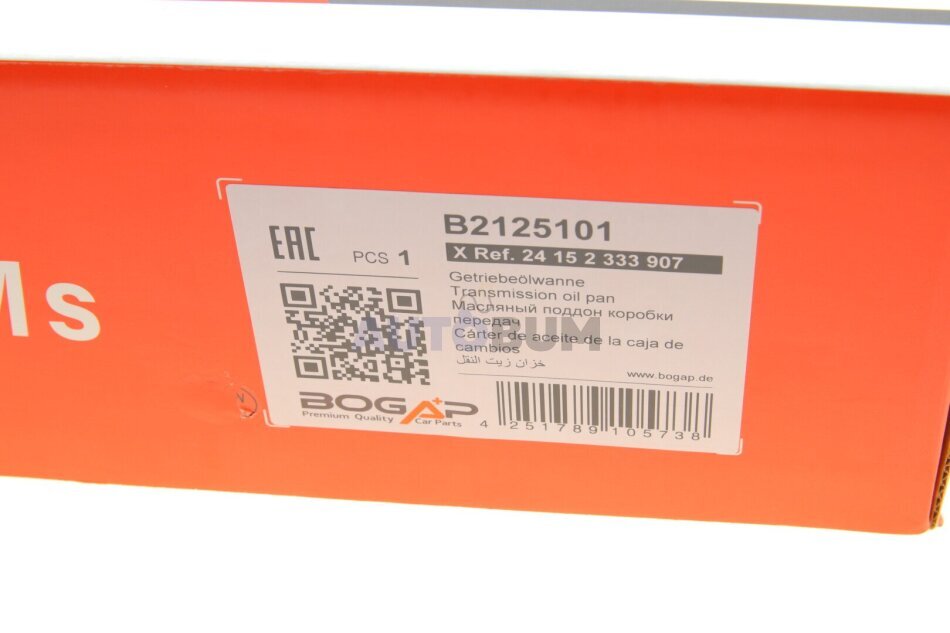 Ms
EAC
PCS 1
B2125101
X Ref. 24 15 2 333 907
Getriebeölwanne
Transmission oil pan
Масляный поддон коробки
передач
Cárter de aceite de la caja de
cambios
خزان زيت النقل
AUTOBUM
www.bogap.de
BOGAP
Premium Quality Car Parts
4 251789 105738